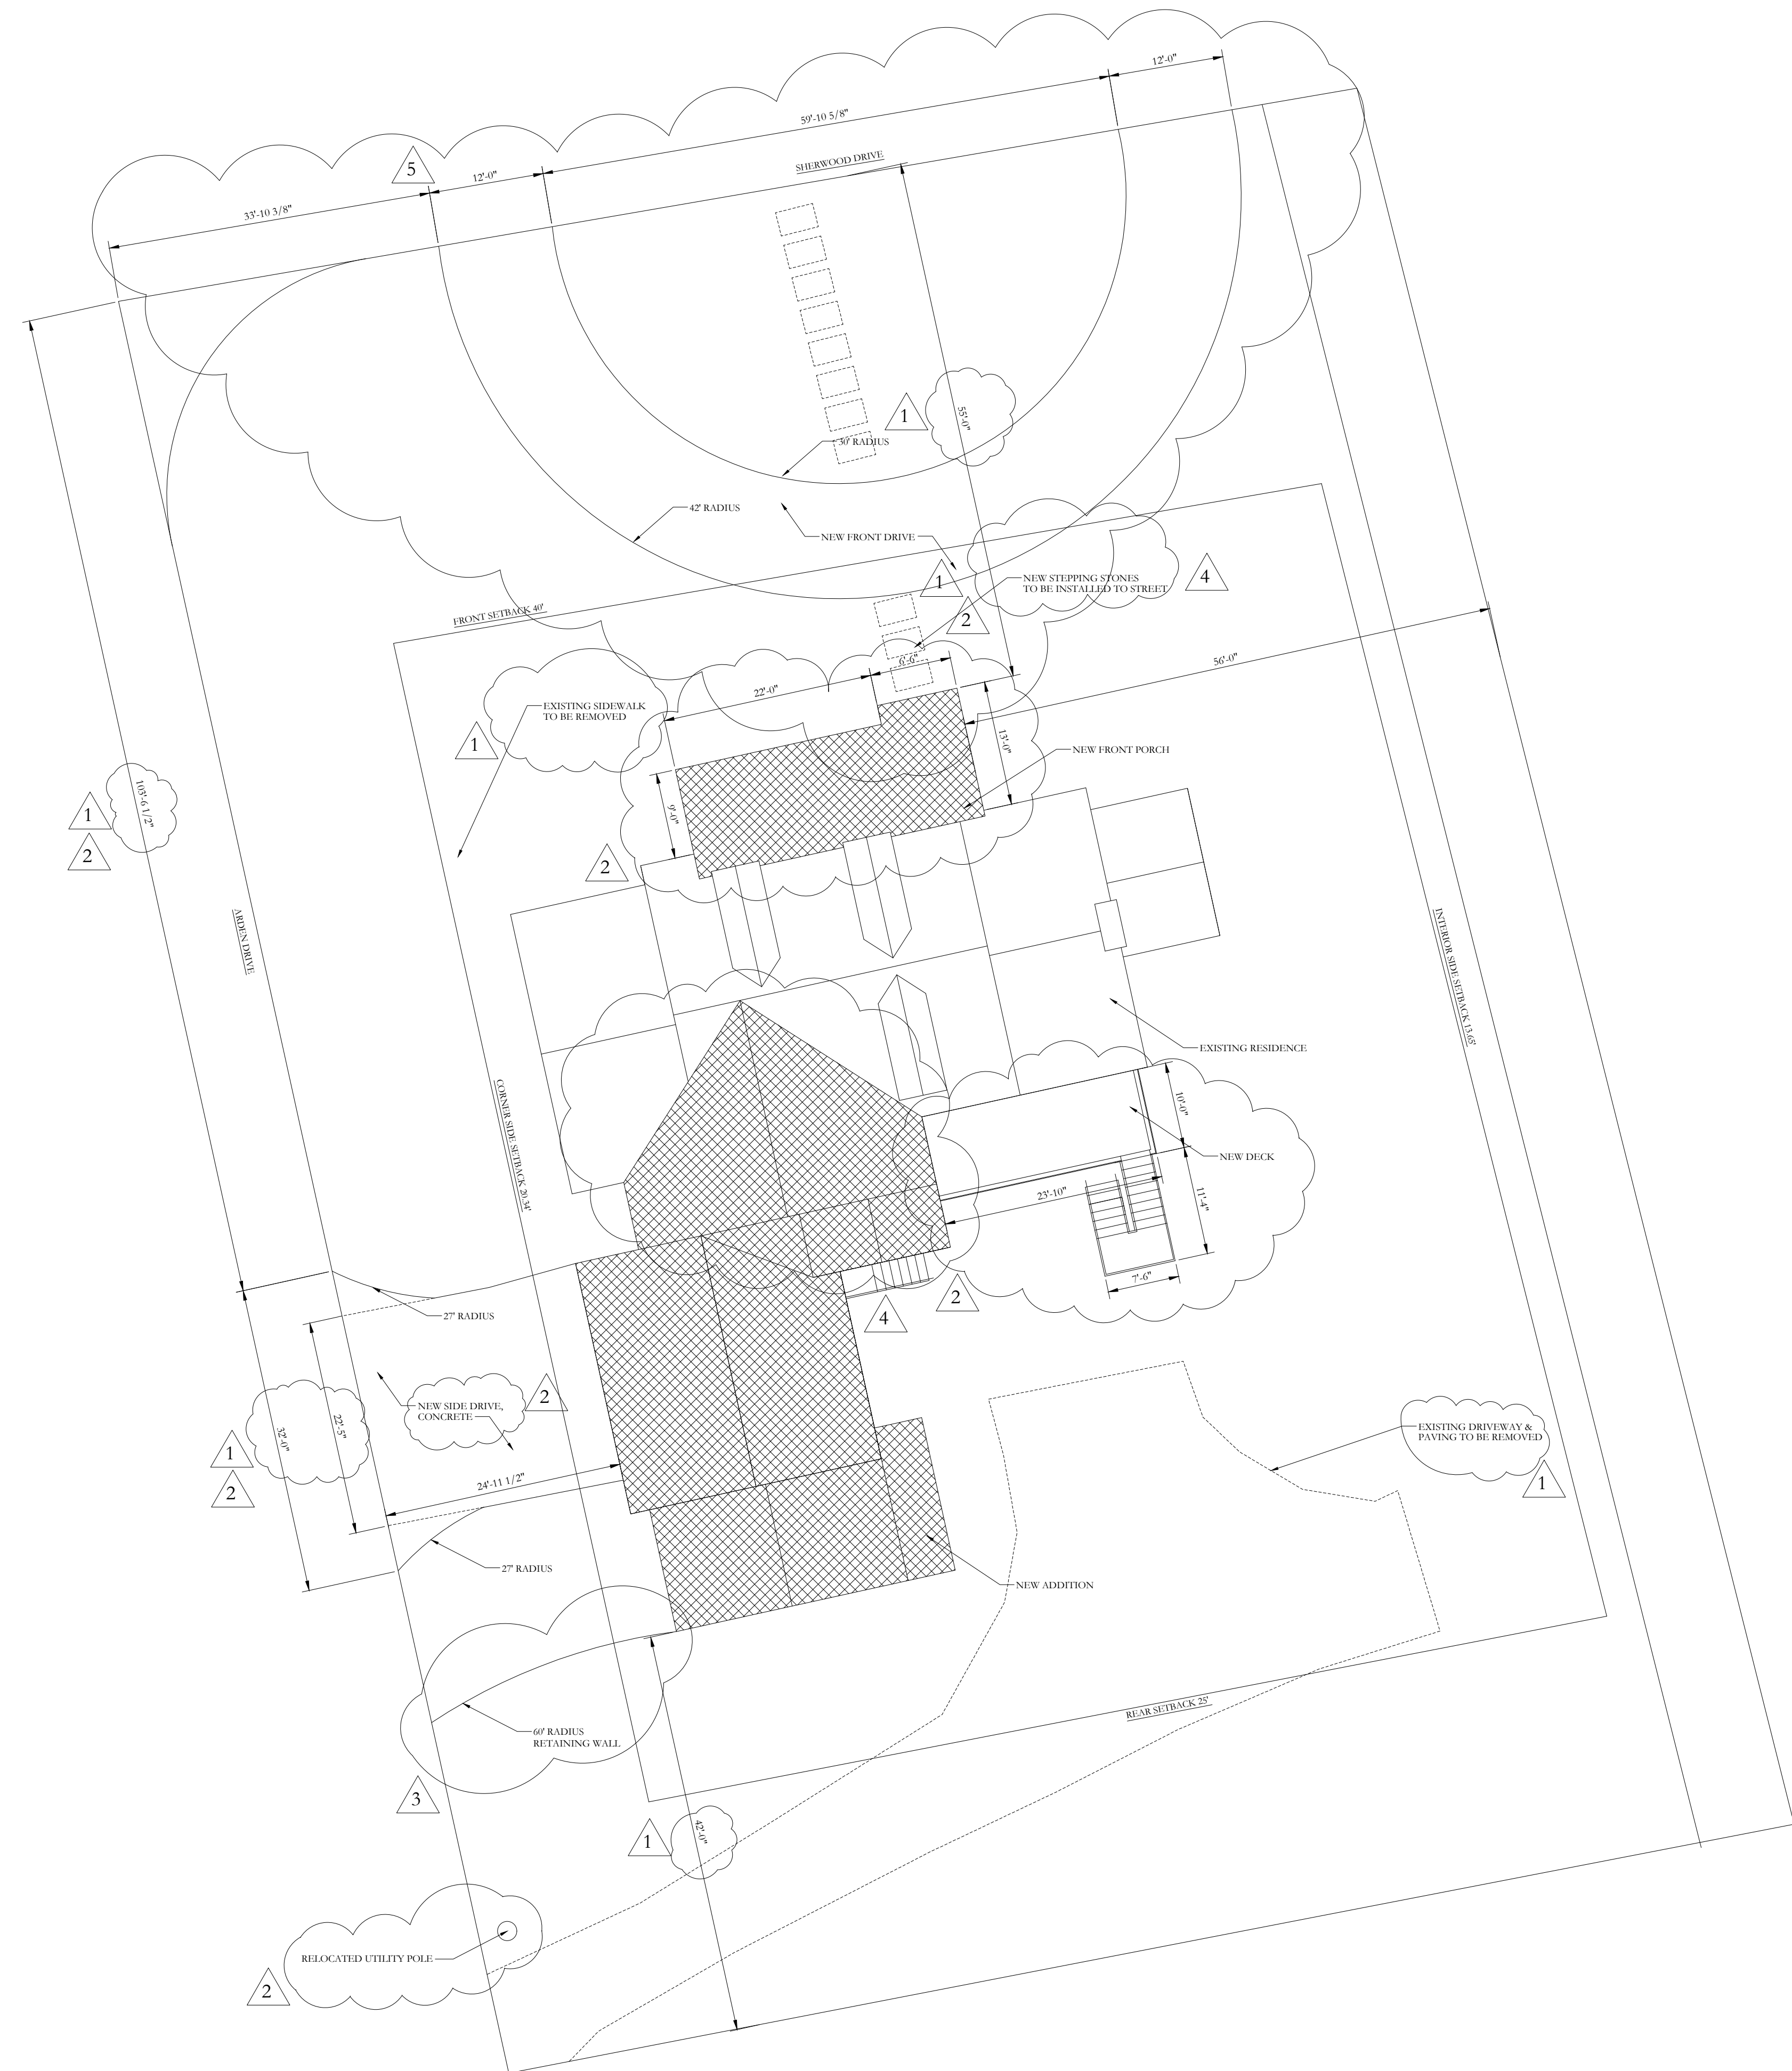 12'-0"
59'-10 5/8"
5
12'-0"
SHERWOOD DRIVE
33'-10 3/8"
1
55'-0"
30' RADIUS
42' RADIUS
NEW FRONT DRIVE
1
NEW STEPPING STONES
TO BE INSTALLED TO STREET
4
2
FRONT SETBACK 40'
6'-6"
56'-0"
22'-0"
EXISTING SIDEWALK
TO BE REMOVED
1
13'-0"
NEW FRONT PORCH
103'-6 1/2"
1
2
9'-0"
2
ARDEN DRIVE
INTERIOR SIDE SETBACK 13.65'
EXISTING RESIDENCE
CORNER SIDE SETBACK 20.34'
10'-0"
NEW DECK
23'-10"
11'-4"
7'-6"
2
4
27' RADIUS
NEW SIDE DRIVE,
CONCRETE
2
22'-5"
32'-0"
1
2
24'-11 1/2"
EXISTING DRIVEWAY &
PAVING TO BE REMOVED
1
27' RADIUS
NEW ADDITION
REAR SETBACK 25'
60' RADIUS
RETAINING WALL
3
1
42'-0"
RELOCATED UTILITY POLE
2